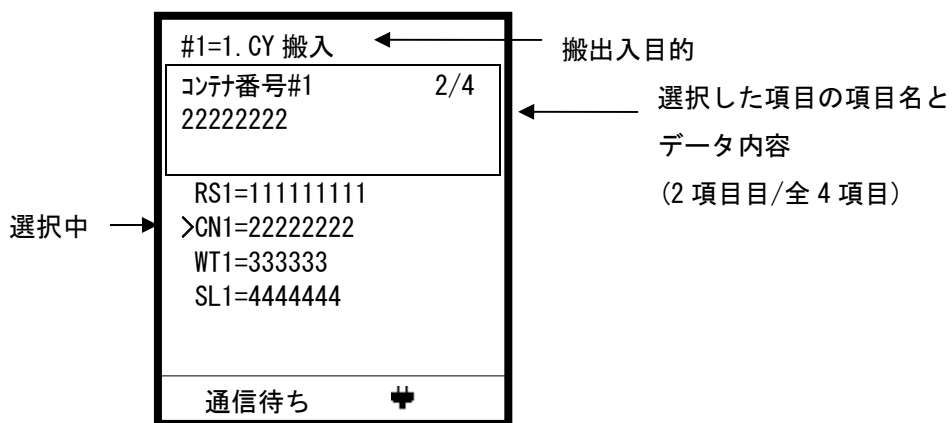 #1=1.CY 搬入
搬出入目的
ｺﾝﾃﾅ番号#1 2/4
22222222
選択した項目の項目名と
データ内容
(2 項目目/全 4 項目)
RS1=111111111
選択中
>CN1=22222222
WT1=333333
SL1=4444444
通信待ち